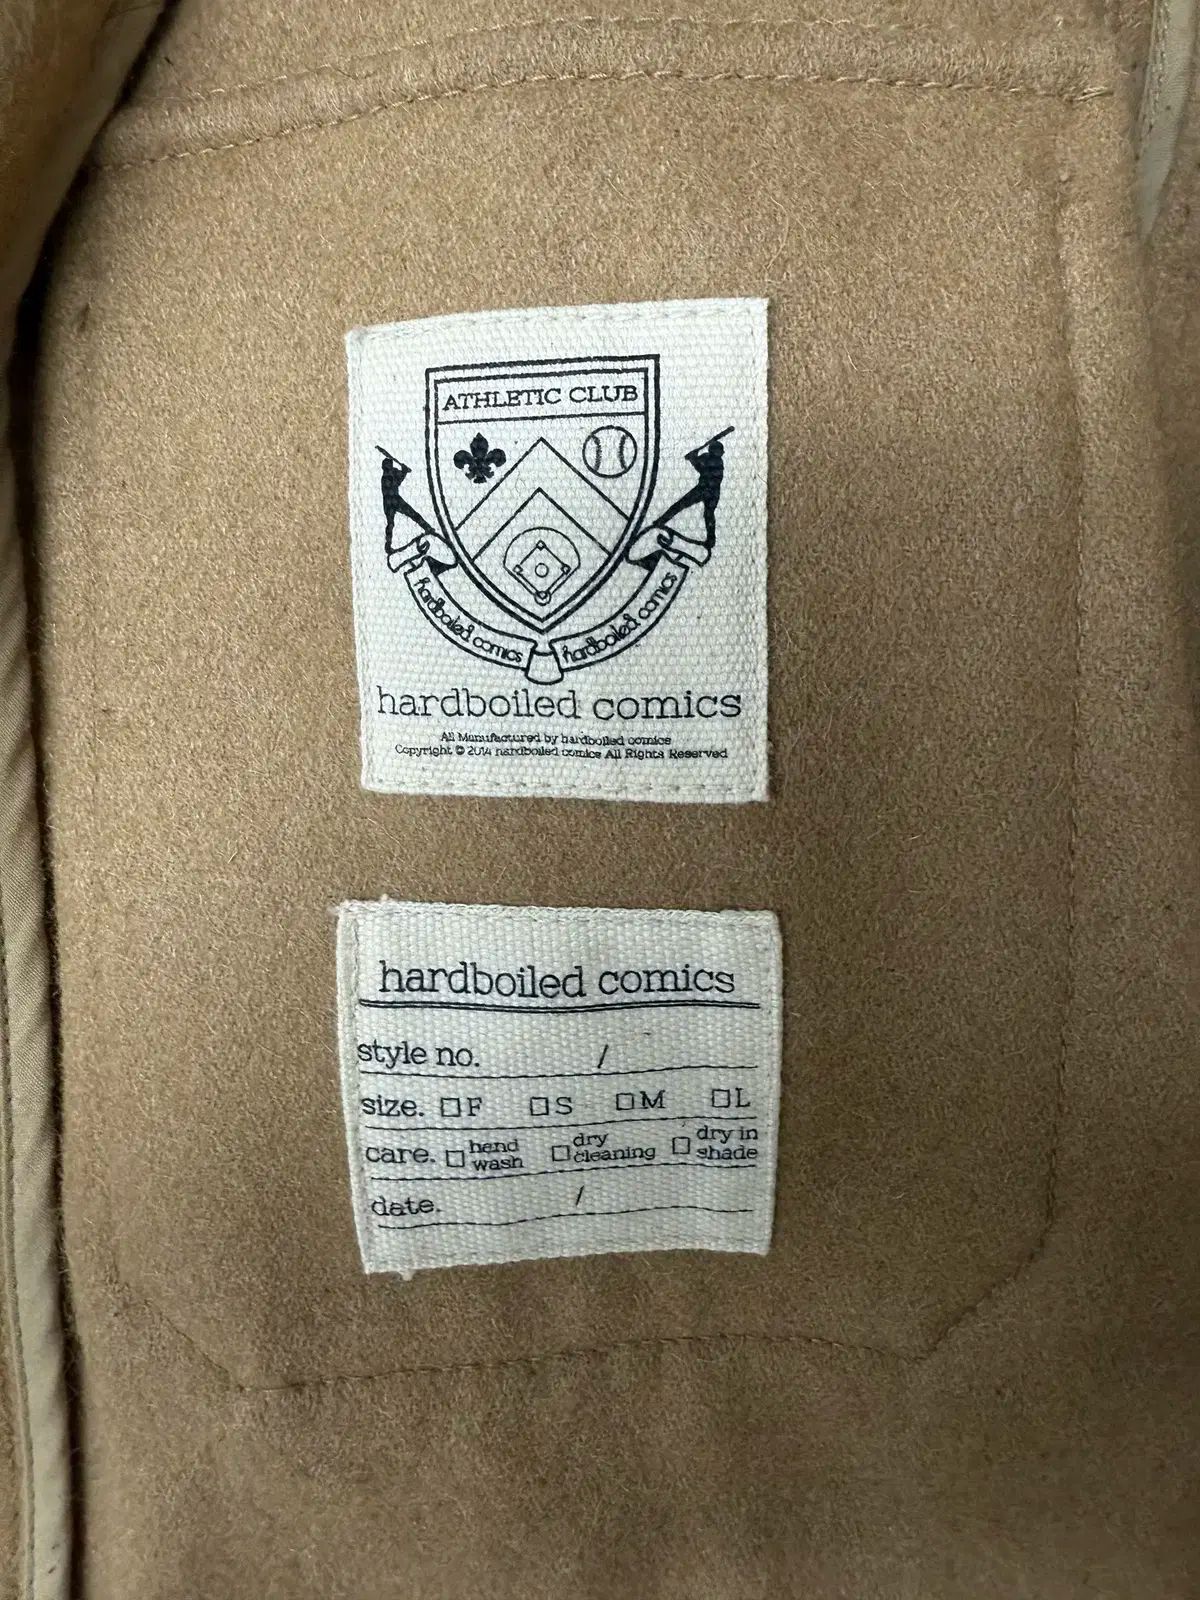 ATHLETIC CLUB
hardboiled comics hardboiled comics
hardboiled comics
All Manufactured by hardboiled comics
Copyright © 2014 hardboiled comics All Rights Reserved
hardboiled comics
style no. /
size. □F □S □M □L
care. □ hand wash □ dry cleaning □ dry in shade
date. /